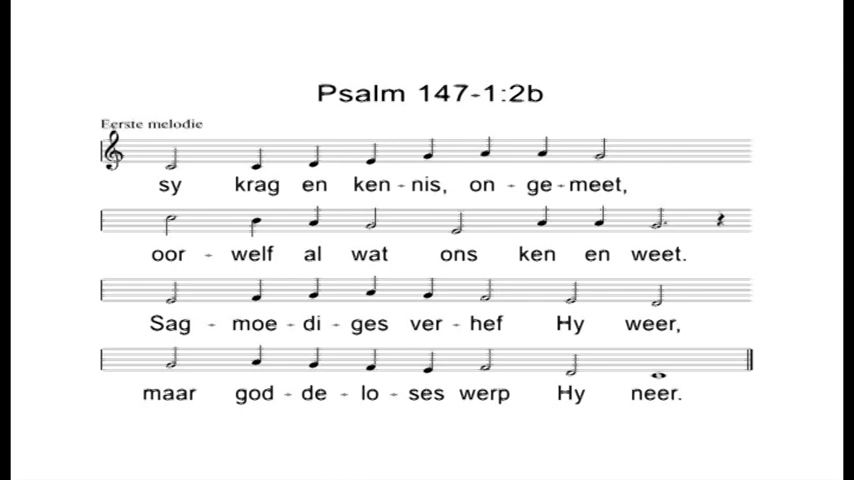 Psalm 147-1:2b
Eerste melodie
sy krag en ken - nis, on - ge - meet,
oor - welf al wat ons ken en weet.
Sag - moe - di - ges ver - hef Hy weer,
maar god - de - lo - ses werp Hy neer.